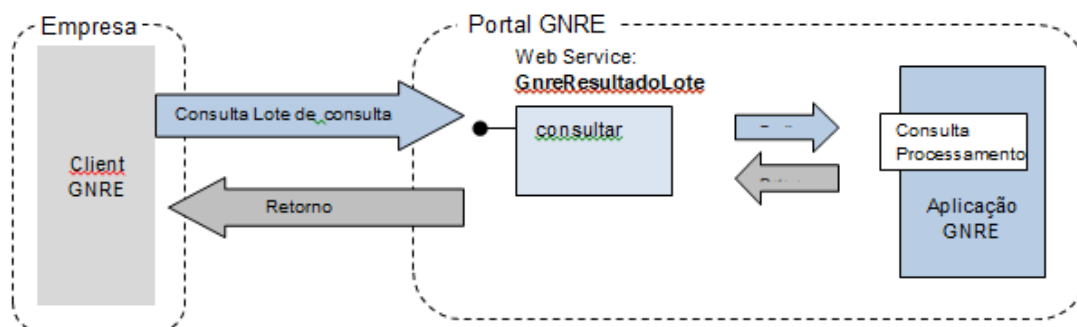 Empresa
Portal GNRE
Web Service:
GnreResultadoLote
Consulta Lote de consulta
consultar
Consulta
Processamento
Client
GNRE
Retorno
Aplicação
GNRE